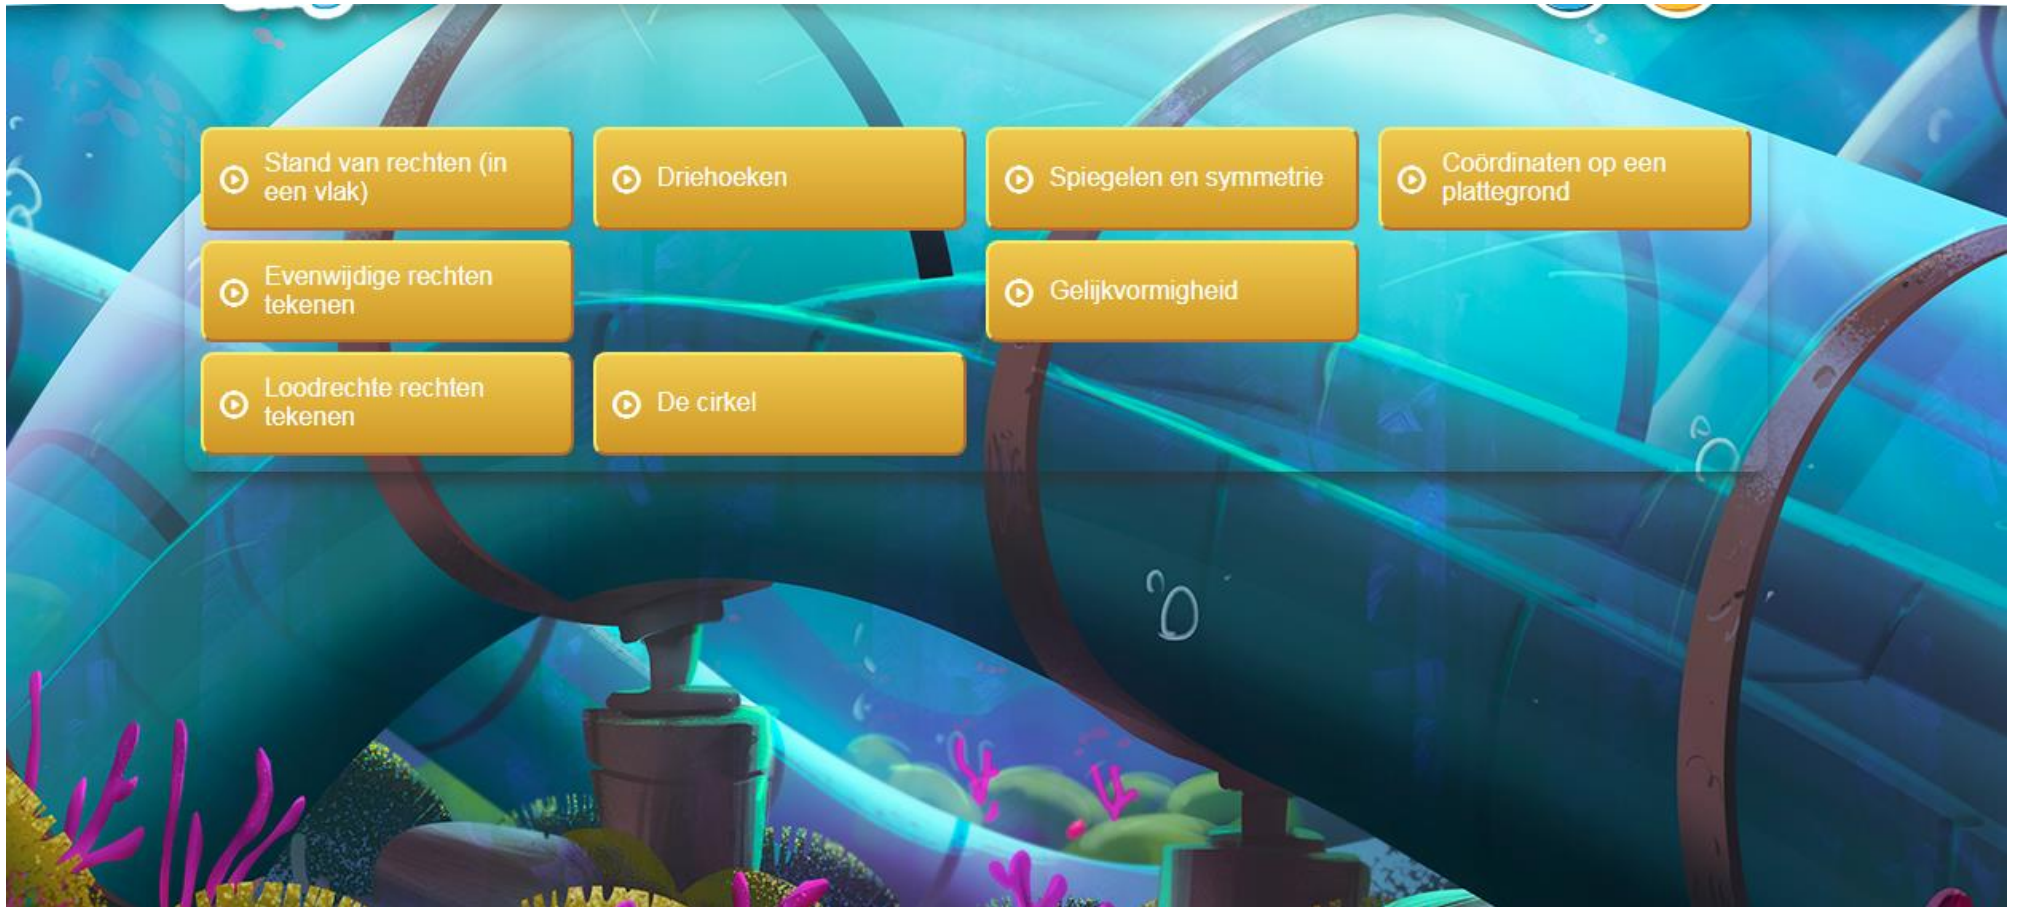 Stand van rechten (in
een vlak)
Driehoeken
Spiegelen en symmetrie
Coördinaten op een
plattegrond
Evenwijdige rechten
tekenen
Gelijkvormigheid
Loodrechte rechten
tekenen
De cirkel